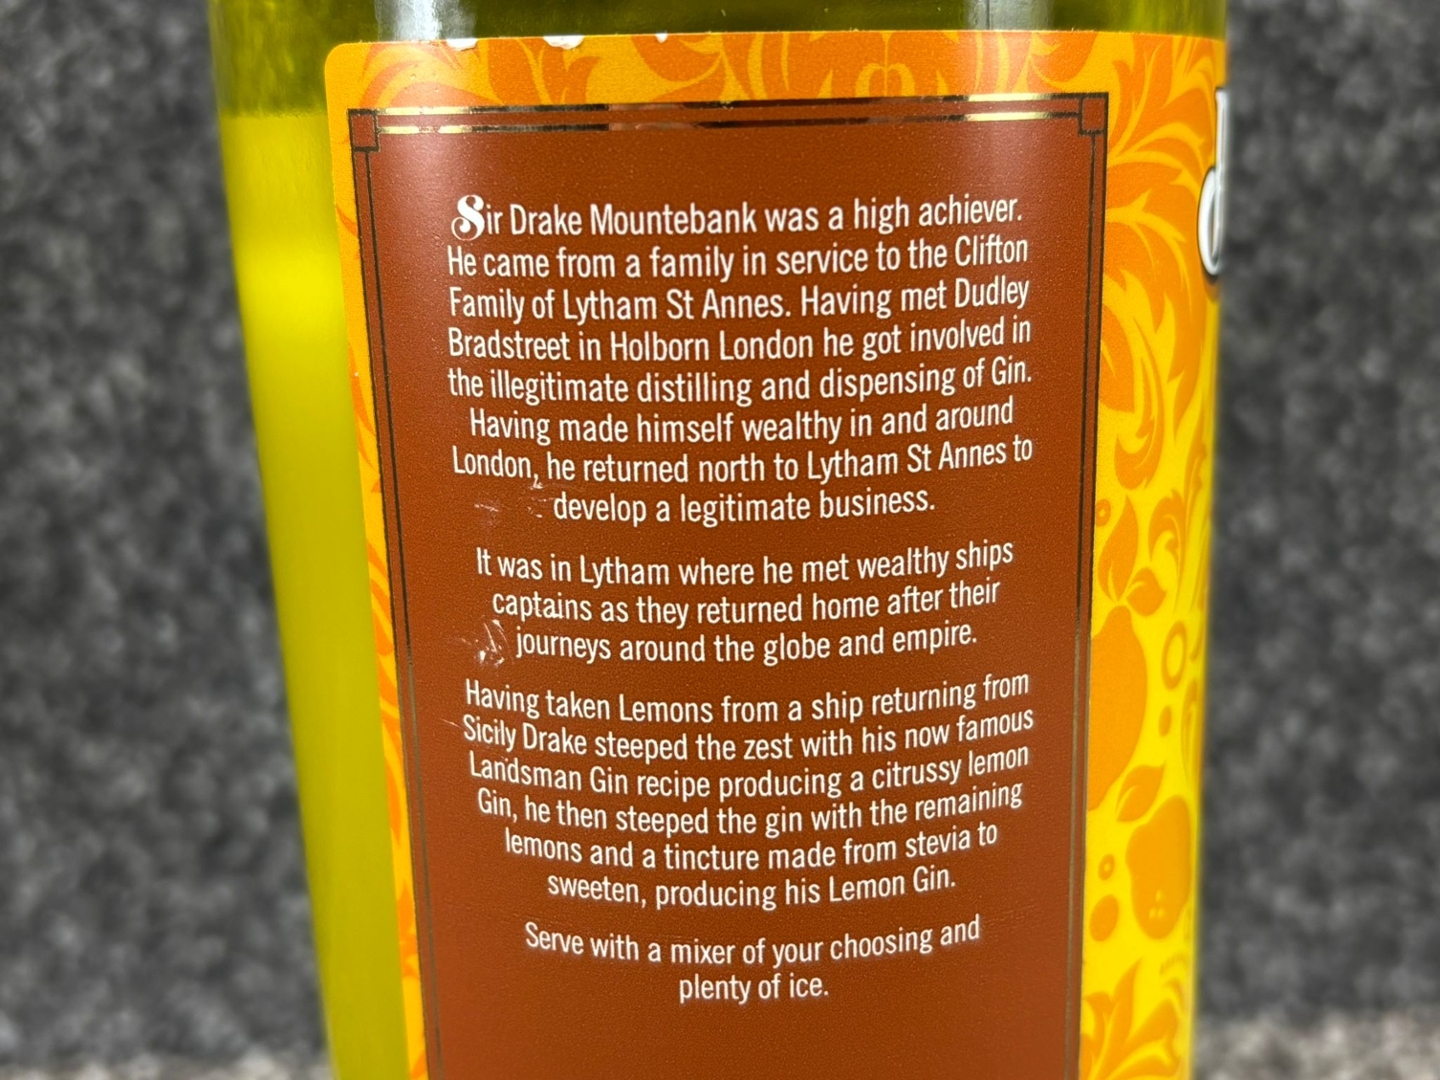 Sir Drake Mountebank was a high achiever.
He came from a family in service to the Clifton
Family of Lytham St Annes. Having met Dudley
Bradstreet in Holborn London he got involved in
the illegitimate distilling and dispensing of Gin.
Having made himself wealthy in and around
London, he returned north to Lytham St Annes to
develop a legitimate business.
It was in Lytham where he met wealthy ships
captains as they returned home after their
journeys around the globe and empire.
Having taken Lemons from a ship returning from
Sicily Drake steeped the zest with his now famous
Landsman Gin recipe producing a citrussy lemon
Gin, he then steeped the gin with the remaining
lemons and a tincture made from stevia to
sweeten, producing his Lemon Gin.
Serve with a mixer of your choosing and
plenty of ice.